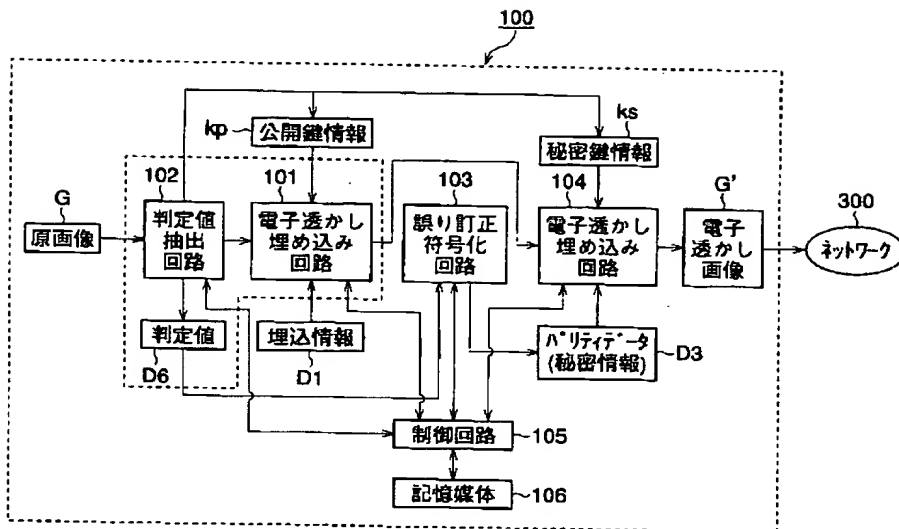 100
kp
公開鍵情報
ks
秘密鍵情報
G
原画像
102
判定値
抽出
回路
101
電子透かし
埋め込み
回路
103
誤り訂正
符号化
回路
104
電子透かし
埋め込み
回路
G'
電子
透かし
画像
300
ネットワーク
判定値
D6
埋込情報
D1
パリティデータ
(秘密情報)
D3
制御回路
105
記憶媒体
106